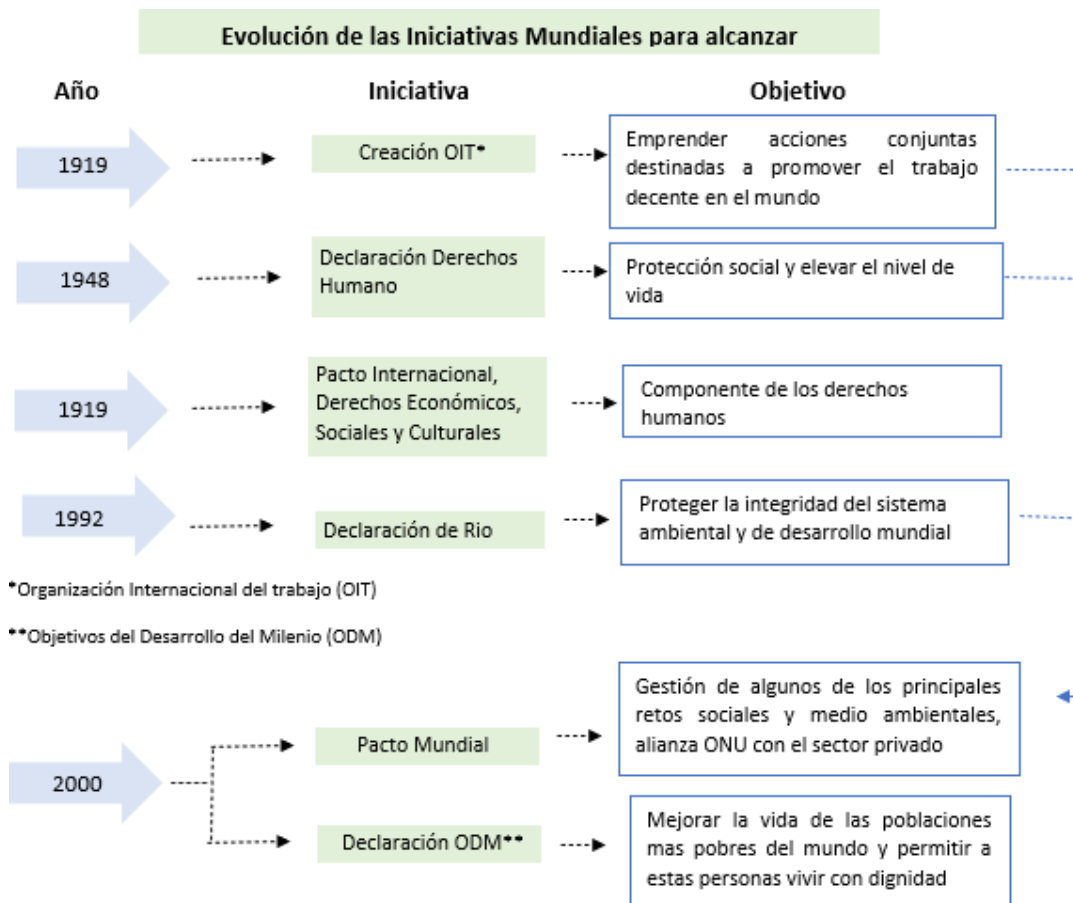 Evolución de las Iniciativas Mundiales para alcanzar
Año
Iniciativa
Objetivo
1919
Creación OIT*
Emprender acciones conjuntas
destinadas a promover el trabajo
decente en el mundo
1948
Declaración Derechos
Humano
Protección social y elevar el nivel de
vida
1919
Pacto Internacional,
Derechos Económicos,
Sociales y Culturales
Componente de los derechos
humanos
1992
Declaración de Rio
Proteger la integridad del sistema
ambiental y de desarrollo mundial
*Organización Internacional del trabajo (OIT)
**Objetivos del Desarrollo del Milenio (ODM)
2000
Pacto Mundial
Gestión de algunos de los principales
retos sociales y medio ambientales,
alianza ONU con el sector privado
Declaración ODM**
Mejorar la vida de las poblaciones
mas pobres del mundo y permitir a
estas personas vivir con dignidad